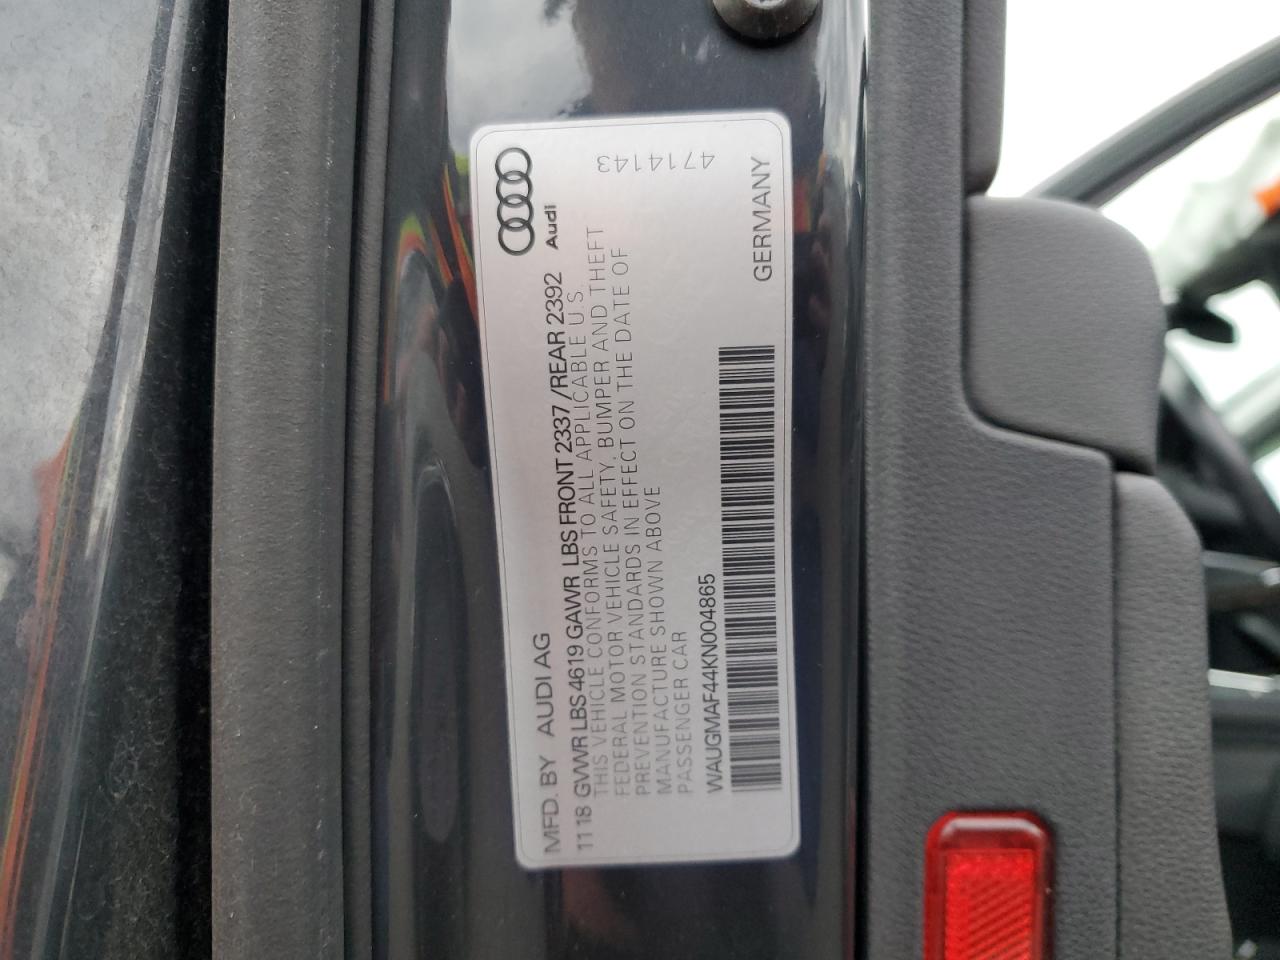 MFD. BY AUDI AG
Audi
11 18 GVWR LBS 4619 GAWR LBS FRONT 2337/REAR 2392
THIS VEHICLE CONFORMS TO ALL APPLICABLE U.S.
FEDERAL MOTOR VEHICLE SAFETY, BUMPER AND THEFT
PREVENTION STANDARDS IN EFFECT ON THE DATE OF
MANUFACTURE SHOWN ABOVE
PASSENGER CAR
4714143
WAUGMAF44KN004865
GERMANY